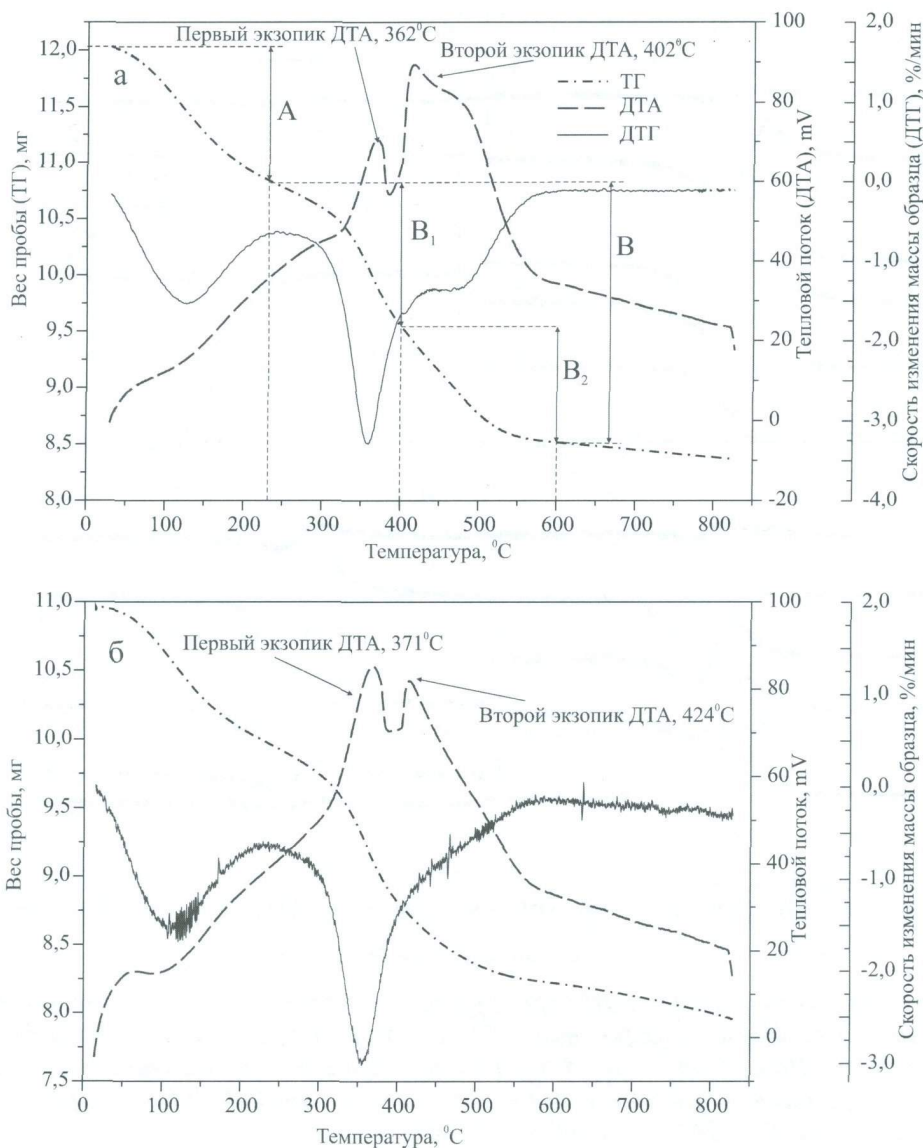 Первый экзопик ДТА, 362⁰C
Второй экзопик ДТА, 402⁰C
а
ТГ
ДТА
ДТГ
A
B₁
B
B₂
Вес пробы (ТГ), мг
12,0
11,5
11,0
10,5
10,0
9,5
9,0
8,5
8,0
Тепловой поток (ДТА), mV
100
80
60
40
20
0
-20
Скорость изменения массы образца (ДТГ), %/мин
2,0
1,0
0,0
-1,0
-2,0
-3,0
-4,0
0 100 200 300 400 500 600 700 800
Температура, ⁰C
б
Первый экзопик ДТА, 371⁰C
Второй экзопик ДТА, 424⁰C
Вес пробы, мг
11,0
10,5
10,0
9,5
9,0
8,5
8,0
7,5
Тепловой поток, mV
100
80
60
40
20
0
Скорость изменения массы образца, %/мин
2,0
1,0
0,0
-1,0
-2,0
-3,0
0 100 200 300 400 500 600 700 800
Температура, ⁰C